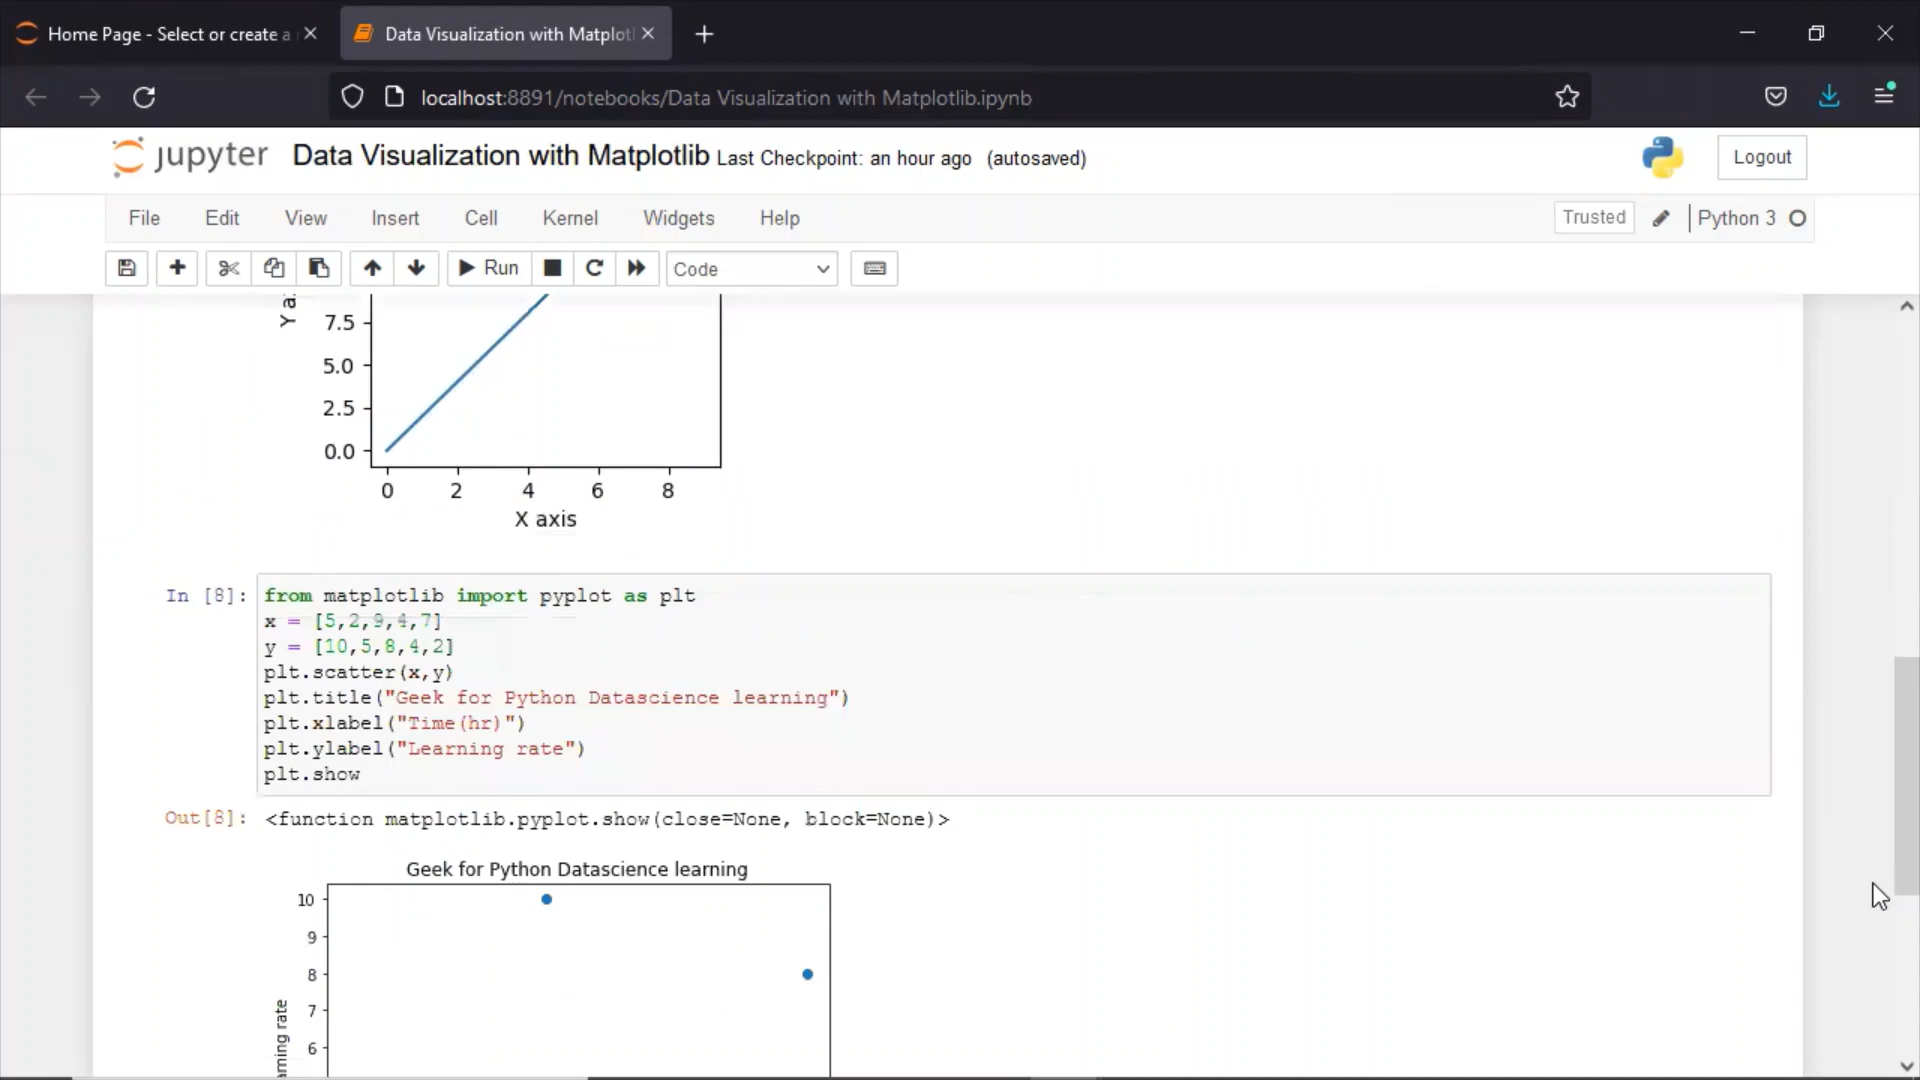 Home Page - Select or create a
Data Visualization with Matplotl
localhost:8891/notebooks/Data Visualization with Matplotlib.ipynb
jupyter Data Visualization with Matplotlib Last Checkpoint: an hour ago (autosaved)
Logout
File Edit View Insert Cell Kernel Widgets Help
Trusted
Python 3
Run
Code
Y a
7.5
5.0
2.5
0.0
0 2 4 6 8
X axis
In [8]:
from matplotlib import pyplot as plt
x = [5,2,9,4,7]
y = [10,5,8,4,2]
plt.scatter(x,y)
plt.title("Geek for Python Datascience learning")
plt.xlabel("Time(hr)")
plt.ylabel("Learning rate")
plt.show
Out[8]: <function matplotlib.pyplot.show(close=None, block=None)>
Geek for Python Datascience learning
10
9
8
7
6
arning rate